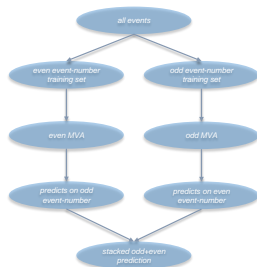 all events
even event-number
training set
odd event-number
training set
even MVA
odd MVA
predicts on odd
event-number
predicts on even
event-number
stacked odd+even
prediction